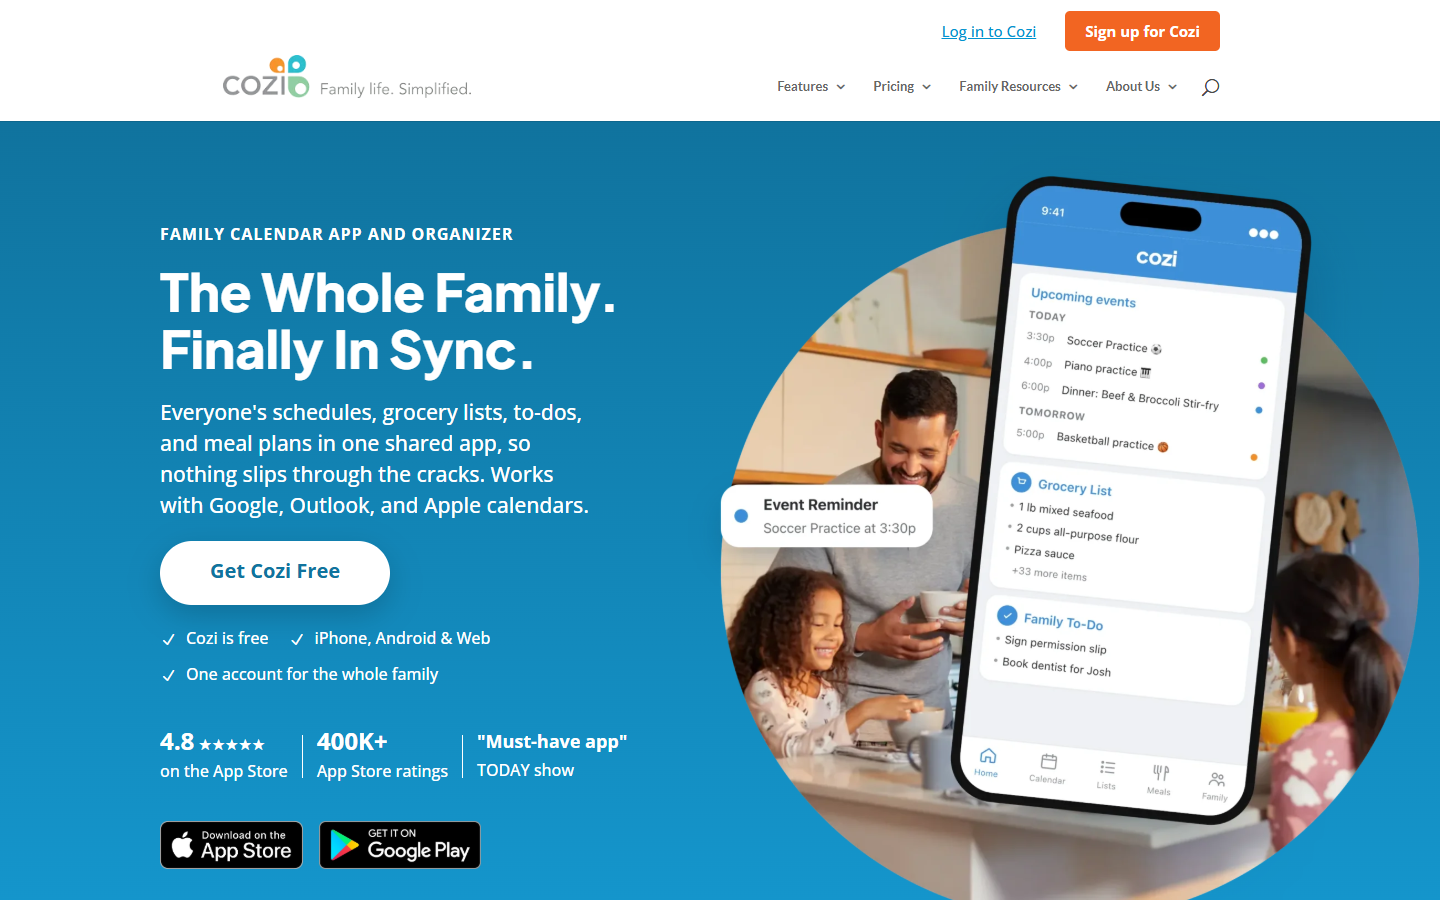 Log in to Cozi
Sign up for Cozi
cozi
Family life. Simplified.
Features
Pricing
Family Resources
About Us
FAMILY CALENDAR APP AND ORGANIZER
The Whole Family.
Finally In Sync.
Everyone's schedules, grocery lists, to-dos,
and meal plans in one shared app, so
nothing slips through the cracks. Works
with Google, Outlook, and Apple calendars.
Get Cozi Free
Cozi is free
iPhone, Android & Web
One account for the whole family
4.8 ★★★★★
on the App Store
400K+
App Store ratings
"Must-have app"
TODAY show
Download on the
App Store
GET IT ON
Google Play
Event Reminder
Soccer Practice at 3:30p
9:41
cozi
Upcoming events
TODAY
3:30p Soccer Practice ⚽
4:00p Piano practice 🎹
6:00p Dinner: Beef & Broccoli Stir-fry
TOMORROW
5:00p Basketball practice 🏀
Grocery List
• 1 lb mixed seafood
• 2 cups all-purpose flour
• Pizza sauce
+33 more items
Family To-Do
• Sign permission slip
• Book dentist for Josh
Home
Calendar
Lists
Meals
Family